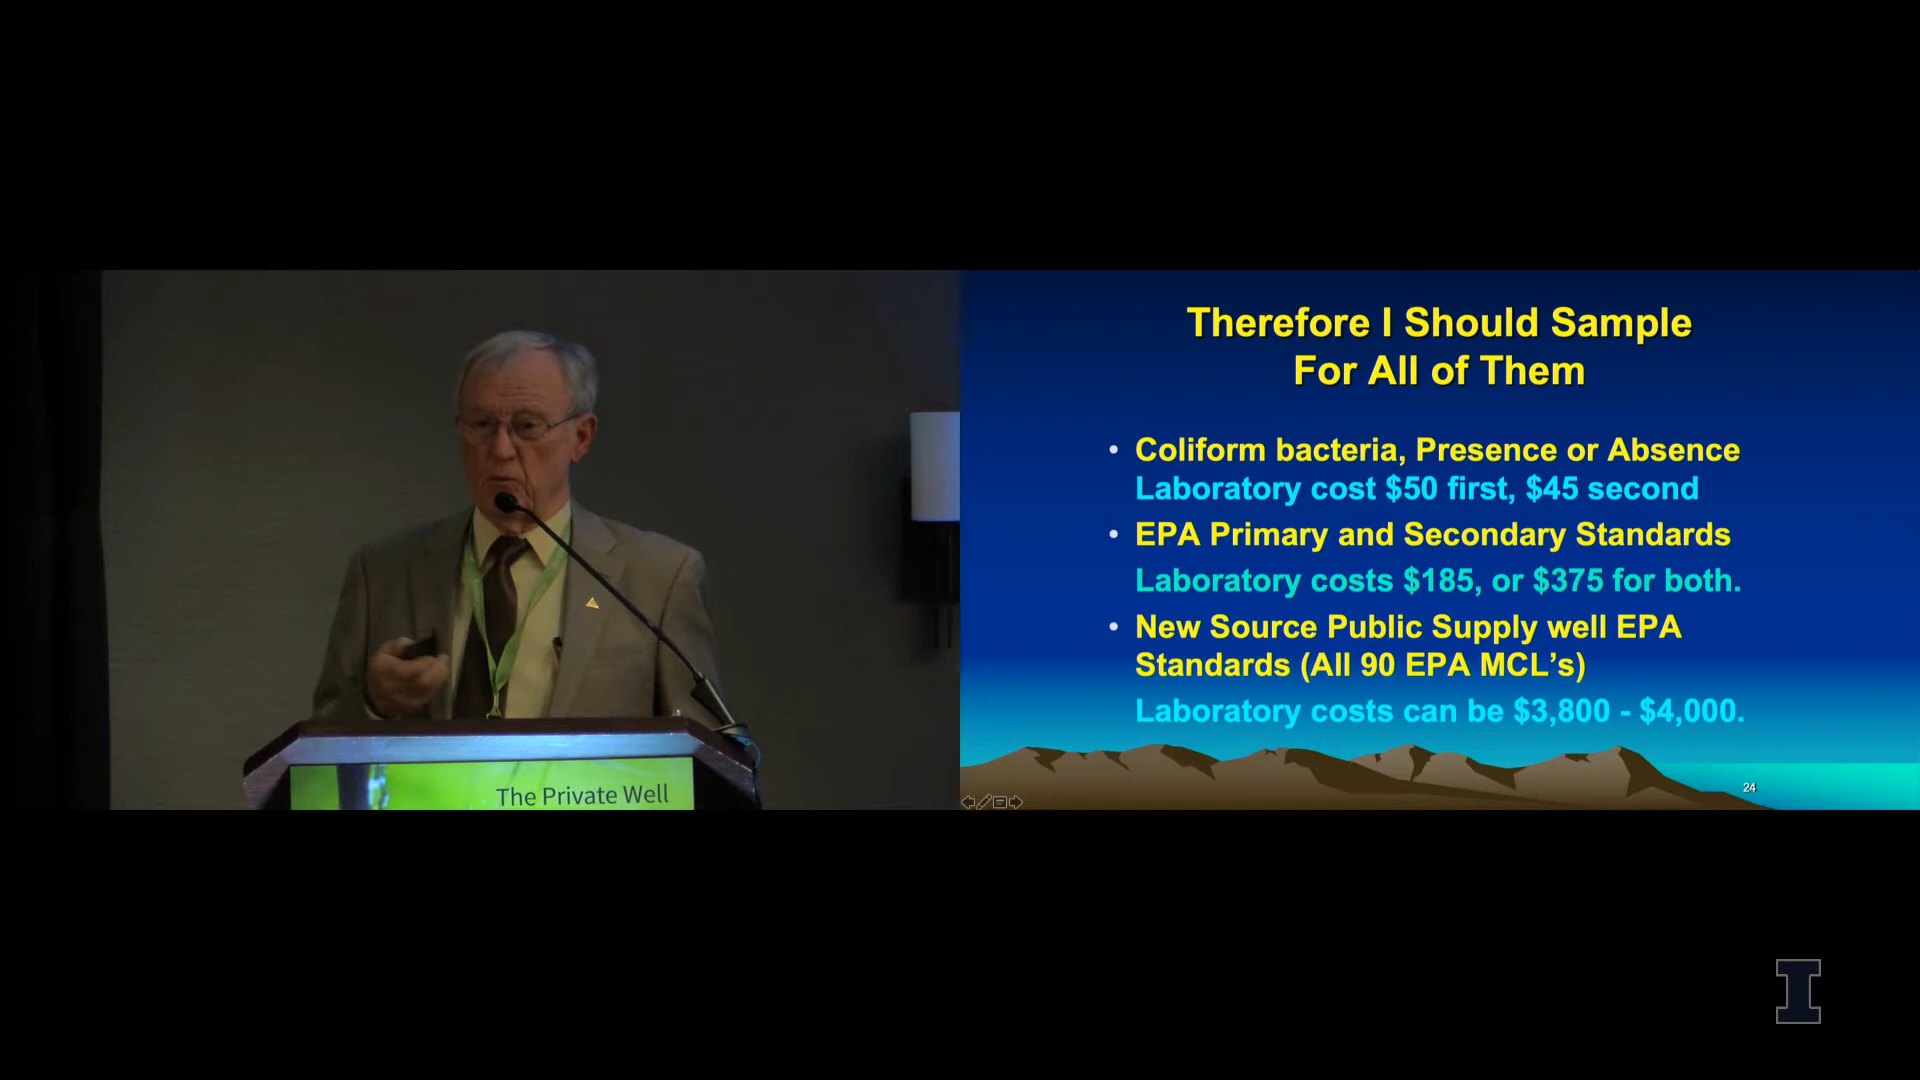 Therefore I Should Sample
For All of Them
• Coliform bacteria, Presence or Absence
Laboratory cost $50 first, $45 second
• EPA Primary and Secondary Standards
Laboratory costs $185, or $375 for both.
• New Source Public Supply well EPA
Standards (All 90 EPA MCL's)
Laboratory costs can be $3,800 - $4,000.
24
The Private Well
I